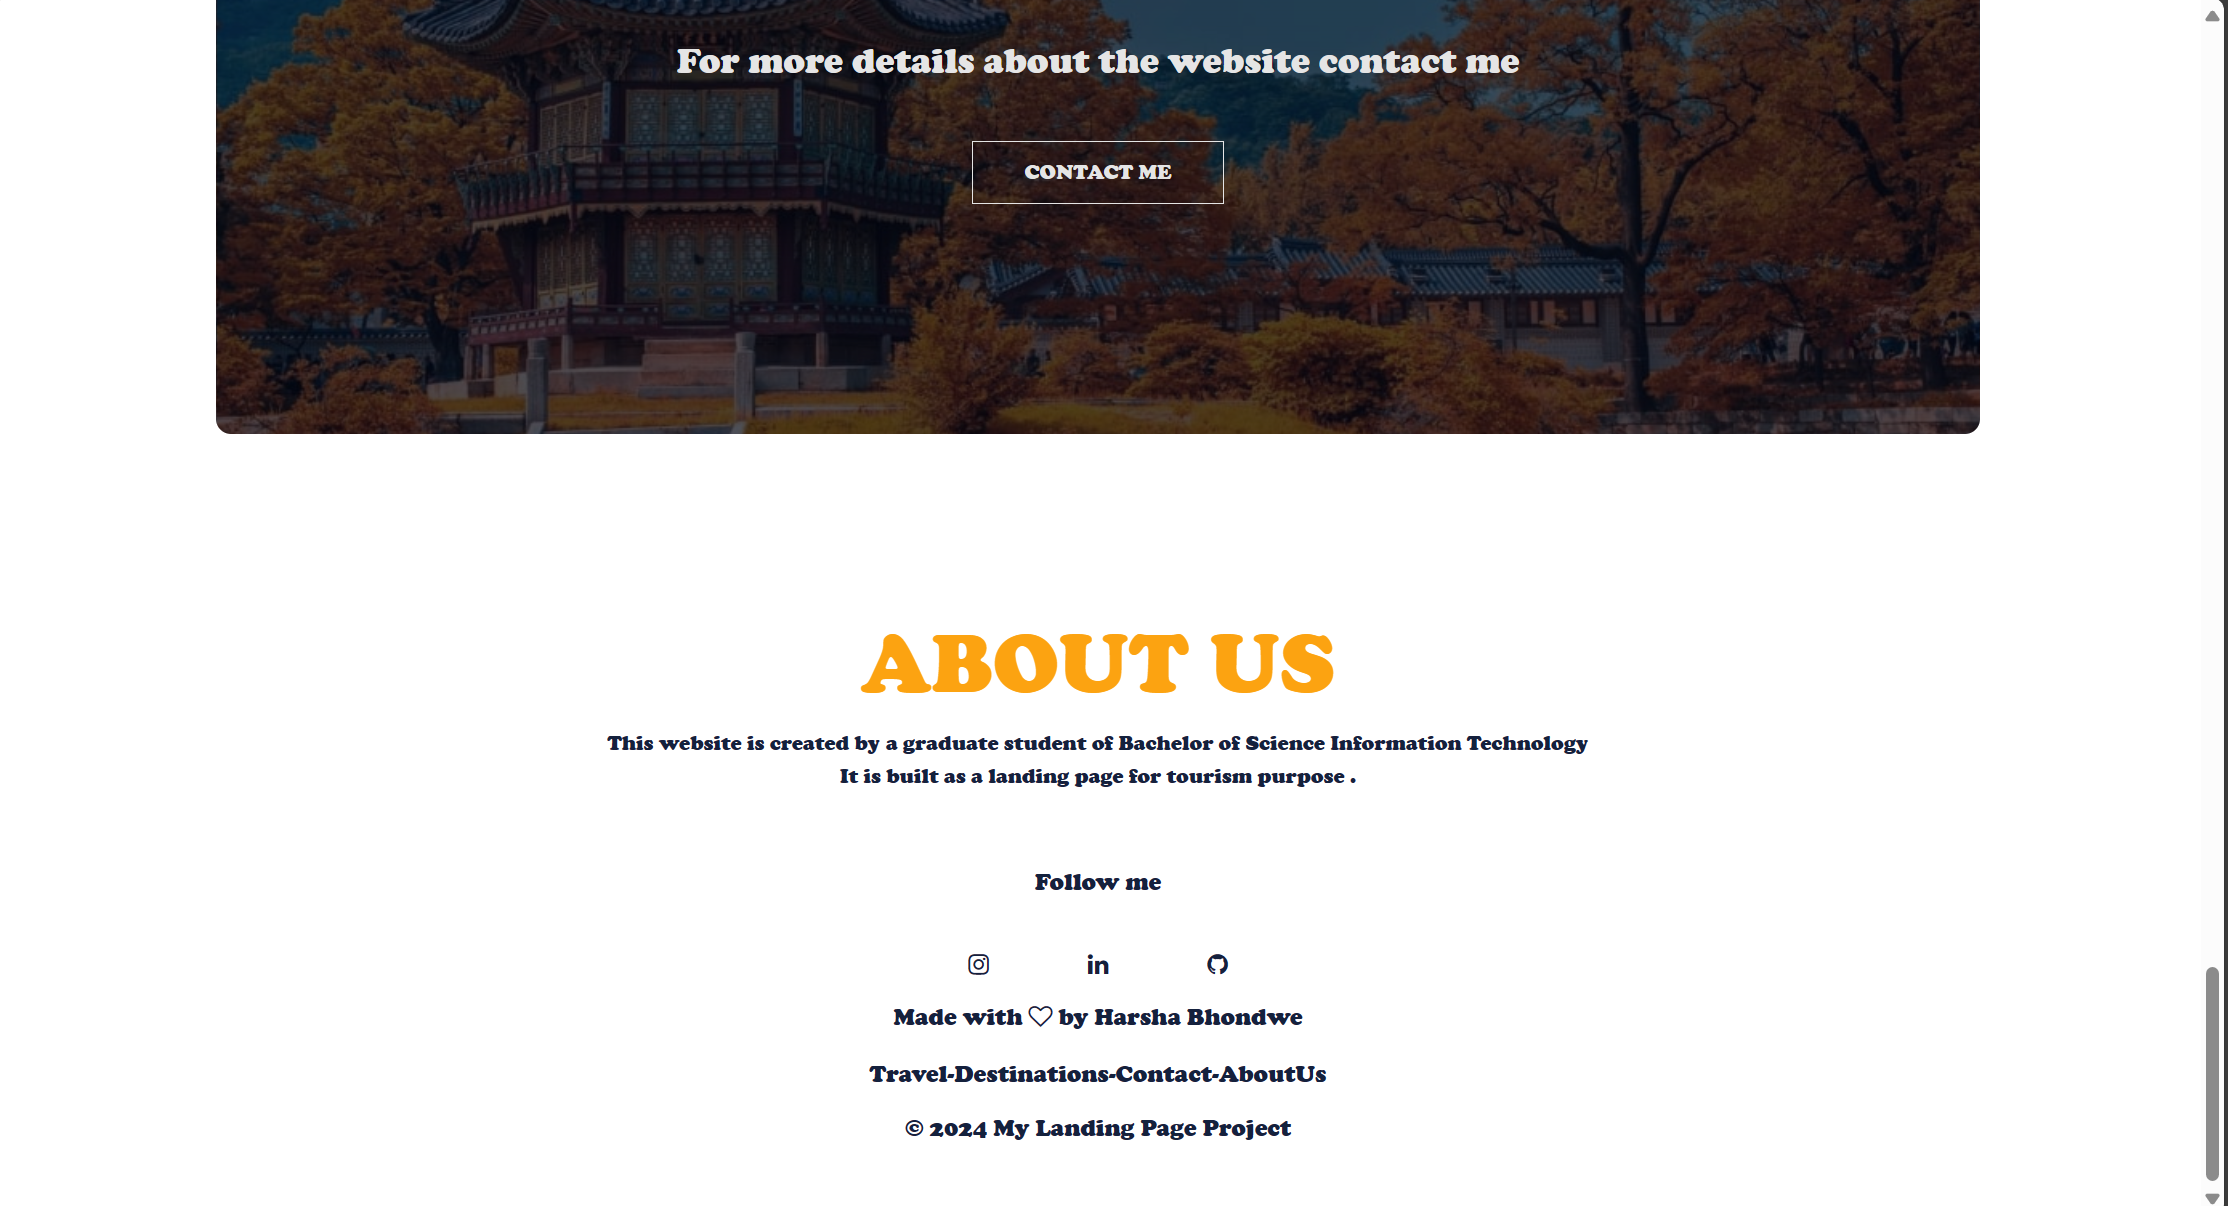 For more details about the website contact me
CONTACT ME
ABOUT US
This website is created by a graduate student of Bachelor of Science Information Technology
It is built as a landing page for tourism purpose .
Follow me
in
Made with ♡ by Harsha Bhondwe
Travel-Destinations-Contact-AboutUs
© 2024 My Landing Page Project